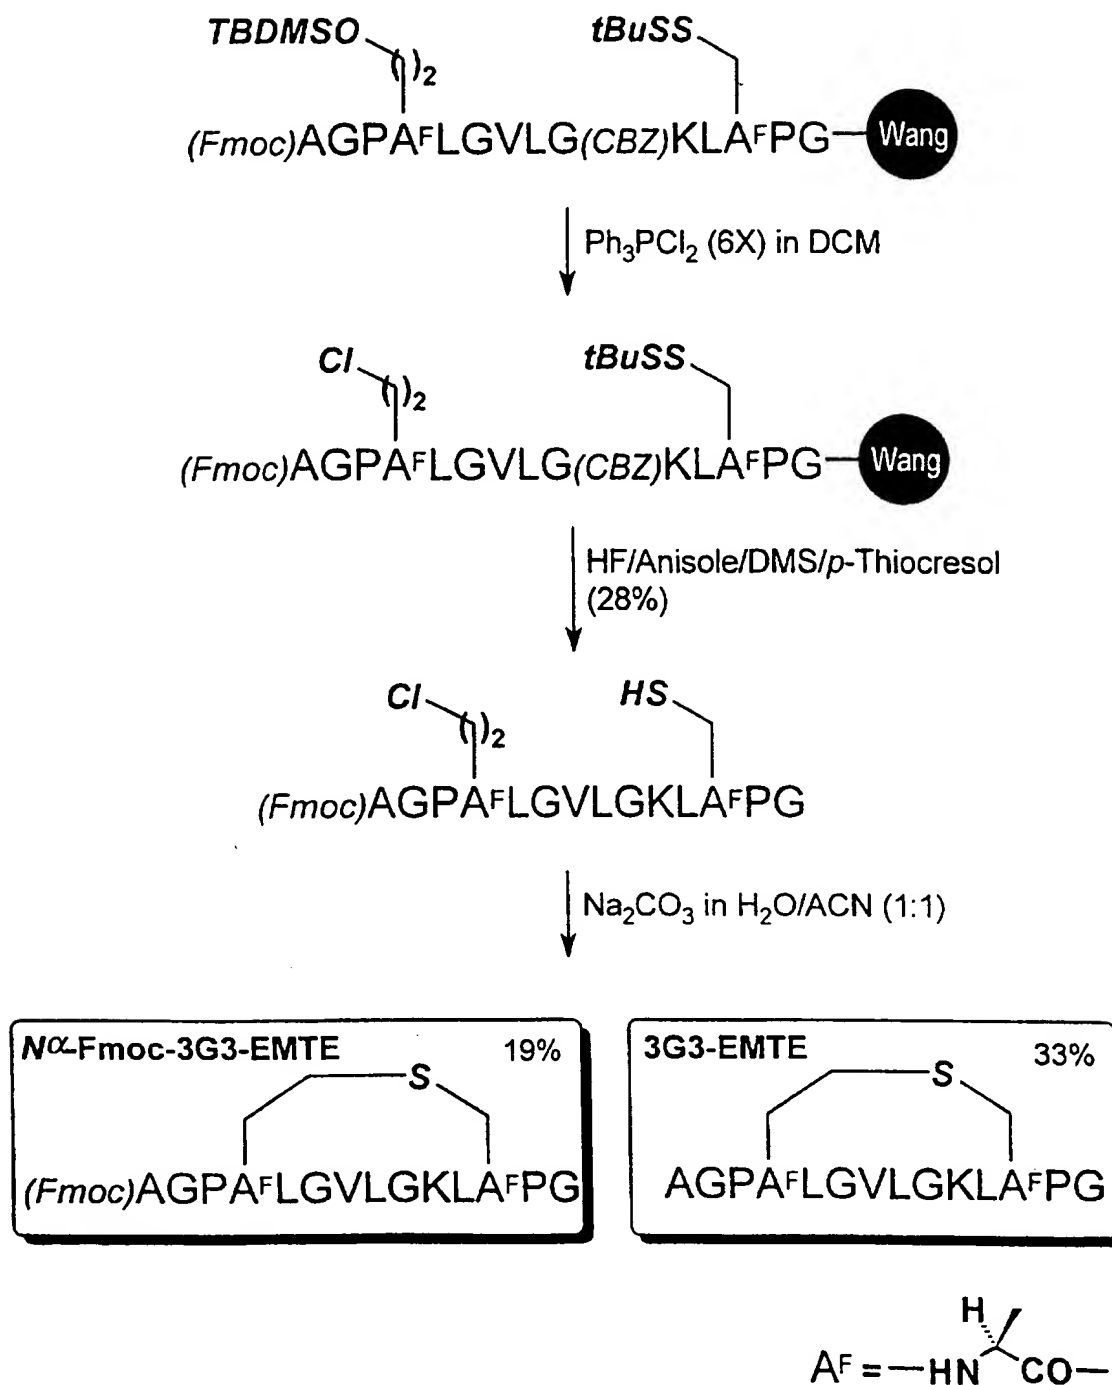 TBDMSO tBuSS
( )2
(Fmoc)AGPAFLGVLG(CBZ)KLAFPG Wang
Ph3PCl2 (6X) in DCM
Cl tBuSS
( )2
(Fmoc)AGPAFLGVLG(CBZ)KLAFPG Wang
HF/Anisole/DMS/p-Thiocresol
(28%)
Cl HS
( )2
(Fmoc)AGPAFLGVLGKLAFPG
Na2CO3 in H2O/ACN (1:1)
Nα-Fmoc-3G3-EMTE 19%
S
(Fmoc)AGPAFLGVLGKLAFPG
3G3-EMTE 33%
S
AGPAFLGVLGKLAFPG
H
AF = —HN CO—